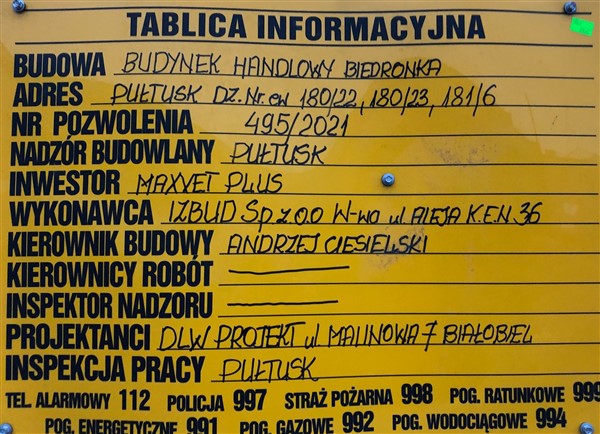 TABLICA INFORMACYJNA
BUDOWA BUDYNEK HANDLOWY BIEDRONKA
ADRES PUŁTUSK DZ. Nr. ew 180/22, 180/23, 181/6
NR POZWOLENIA 495/2021
NADZÓR BUDOWLANY PUŁTUSK
INWESTOR MAXVET PLUS
WYKONAWCA IZBUD Sp z.o.o W-wa ul ALEJA K.E.N. 36
KIEROWNIK BUDOWY ANDRZEJ CIESIELSKI
KIEROWNICY ROBÓT
INSPEKTOR NADZORU
PROJEKTANCI DLW PROTEKT ul MALINOWA 7 BIAŁOBIEL
INSPEKCJA PRACY PUŁTUSK
TEL. ALARMOWY 112 POLICJA 997 STRAŻ POŻARNA 998 POG. RATUNKOWE 999
POG. ENERGETYCZNE 991 POG. GAZOWE 992 POG. WODOCIĄGOWE 994